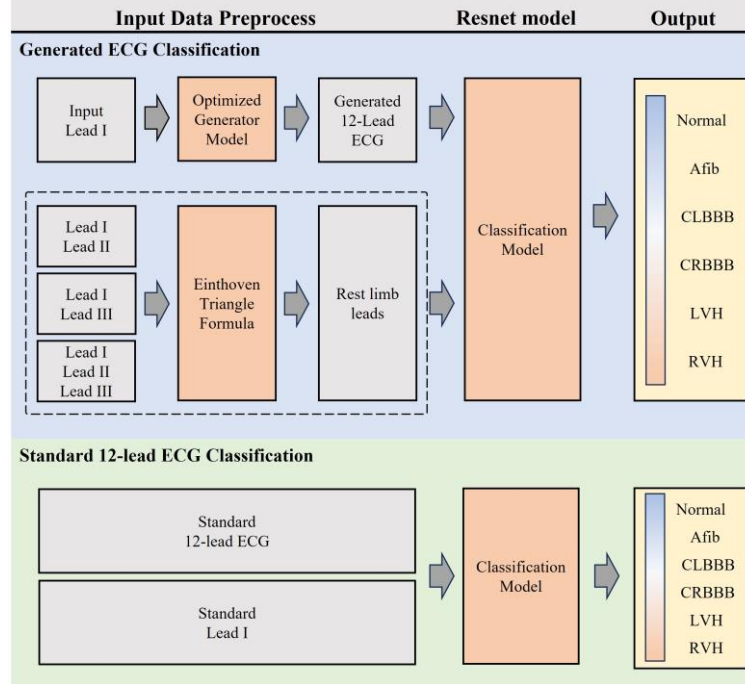 Input Data Preprocess
Resnet model
Output
Generated ECG Classification
Input
Lead I
Optimized
Generator
Model
Generated
12-Lead
ECG
Lead I
Lead II
Lead I
Lead III
Lead I
Lead II
Lead III
Einthoven
Triangle
Formula
Rest limb
leads
Classification
Model
Normal
Afib
CLBBB
CRBBB
LVH
RVH
Standard 12-lead ECG Classification
Standard
12-lead ECG
Standard
Lead I
Classification
Model
Normal
Afib
CLBBB
CRBBB
LVH
RVH